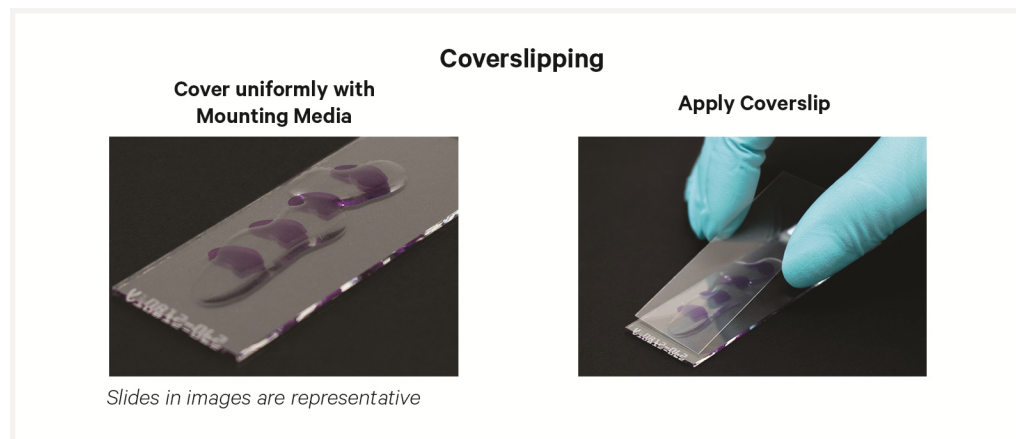 Coverslipping
Cover uniformly with
Mounting Media
Apply Coverslip
Slides in images are representative